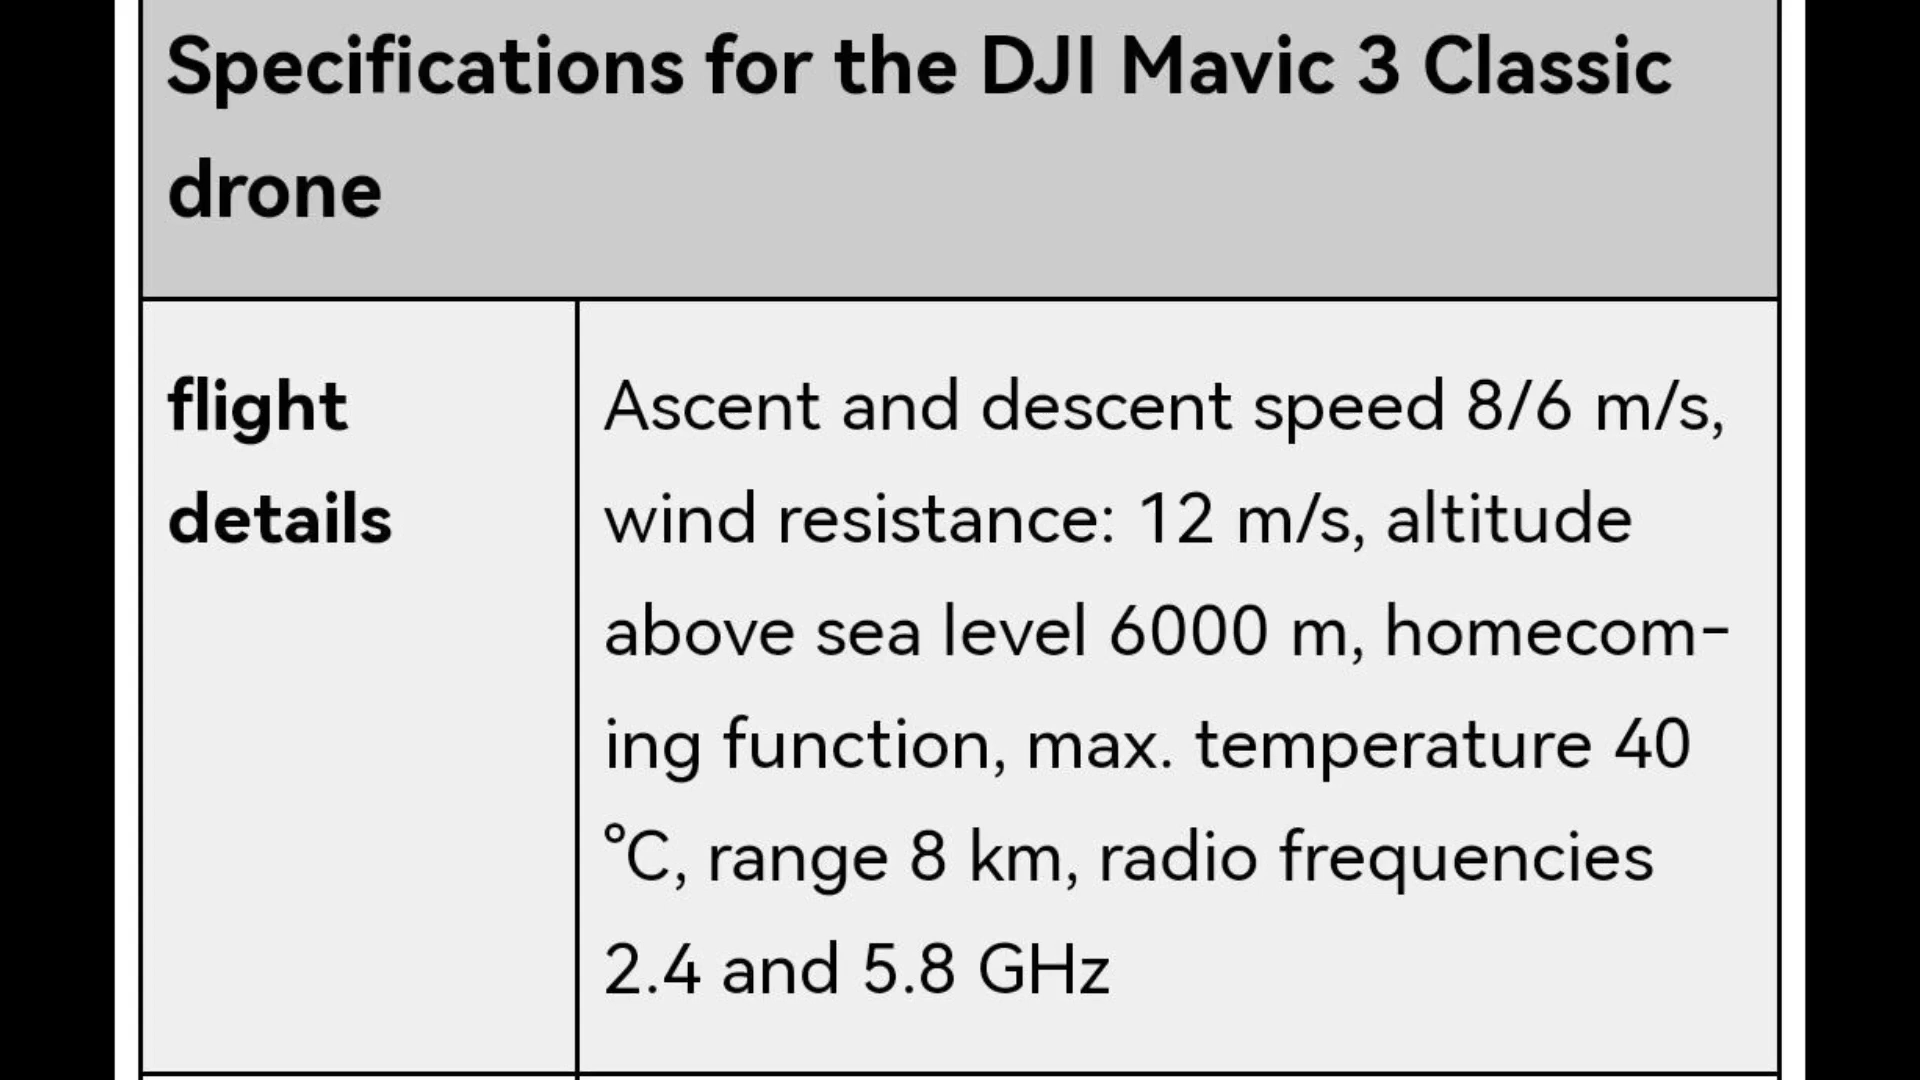 Specifications for the DJI Mavic 3 Classic
drone
flight
details
Ascent and descent speed 8/6 m/s,
wind resistance: 12 m/s, altitude
above sea level 6000 m, homecom-
ing function, max. temperature 40
°C, range 8 km, radio frequencies
2.4 and 5.8 GHz